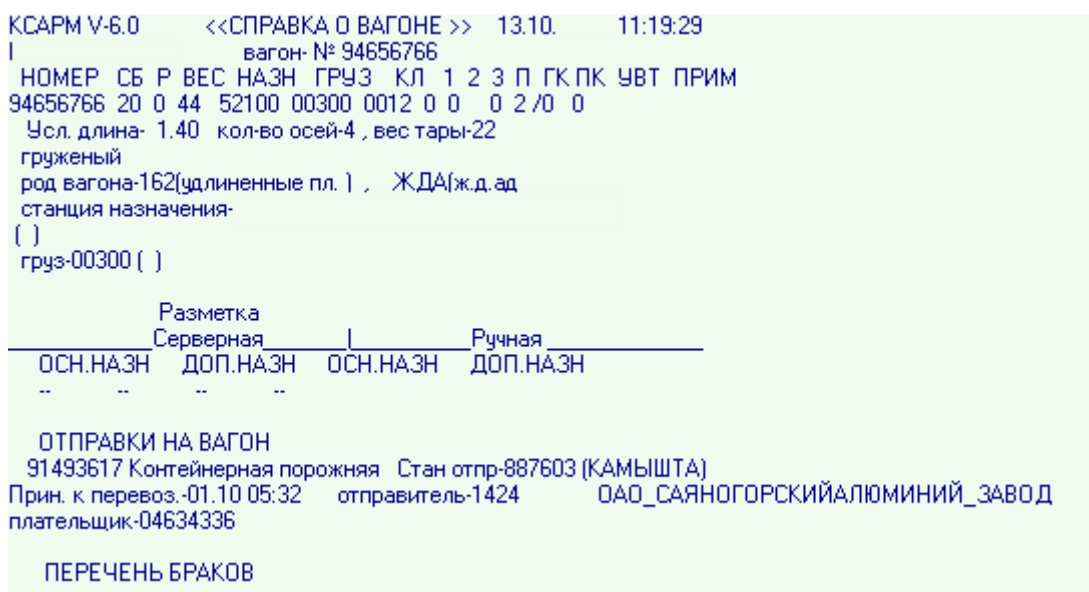 КСАРМ V-6.0 <<СПРАВКА О ВАГОНЕ >> 13.10. 11:19:29
| вагон- № 94656766
НОМЕР СБ Р ВЕС НАЗН ГРУЗ КЛ 1 2 3 П ГК ПК УВТ ПРИМ
94656766 20 0 44 52100 00300 0012 0 0 0 2 /0 0
Усл. длина- 1.40 кол-во осей-4 , вес тары-22
груженый
род вагона-162(удлиненные пл. ) , ЖДА(ж.д.ад
станция назначения-
( )
груз-00300 ( )
Разметка
____________Серверная_______|__________Ручная_____________
ОСН.НАЗН ДОП.НАЗН ОСН.НАЗН ДОП.НАЗН
-- -- -- --
ОТПРАВКИ НА ВАГОН
91493617 Контейнерная порожняя Стан отпр-887603 (КАМЫШТА)
Прин. к перевоз.-01.10 05:32 отправитель-1424 ОАО_САЯНОГОРСКИЙАЛЮМИНИЙ_ЗАВОД
плательщик-04634336
ПЕРЕЧЕНЬ БРАКОВ